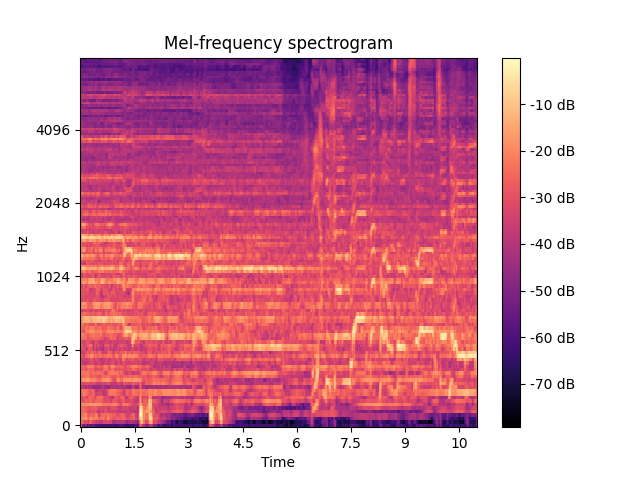 Mel-frequency spectrogram
Hz
4096
2048
1024
512
0
0 1.5 3 4.5 6 7.5 9 10
Time
-10 dB
-20 dB
-30 dB
-40 dB
-50 dB
-60 dB
-70 dB